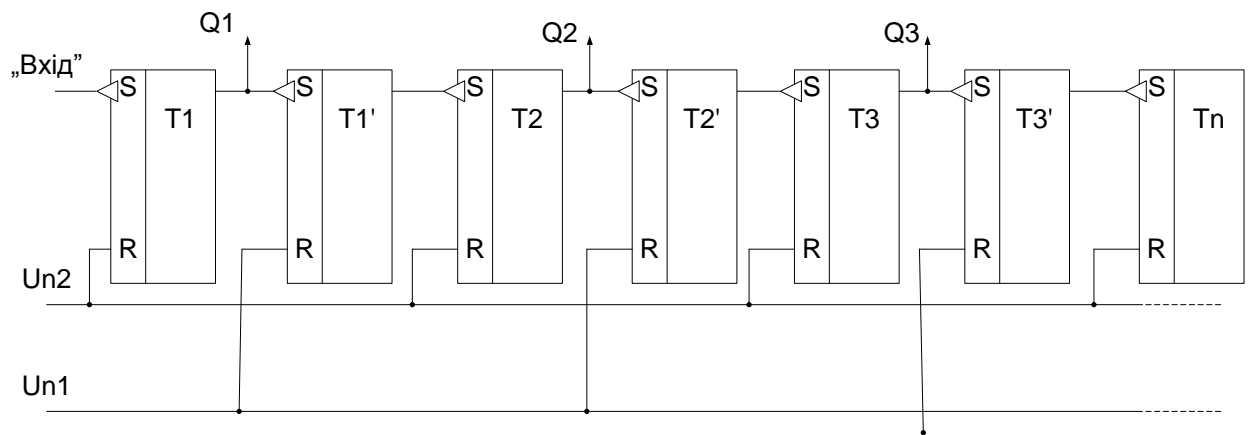 Q1 Q2 Q3
„Вхід”
S S S S S S S
T1 T1' T2 T2' T3 T3' Tn
R R R R R R R
Un2
Un1